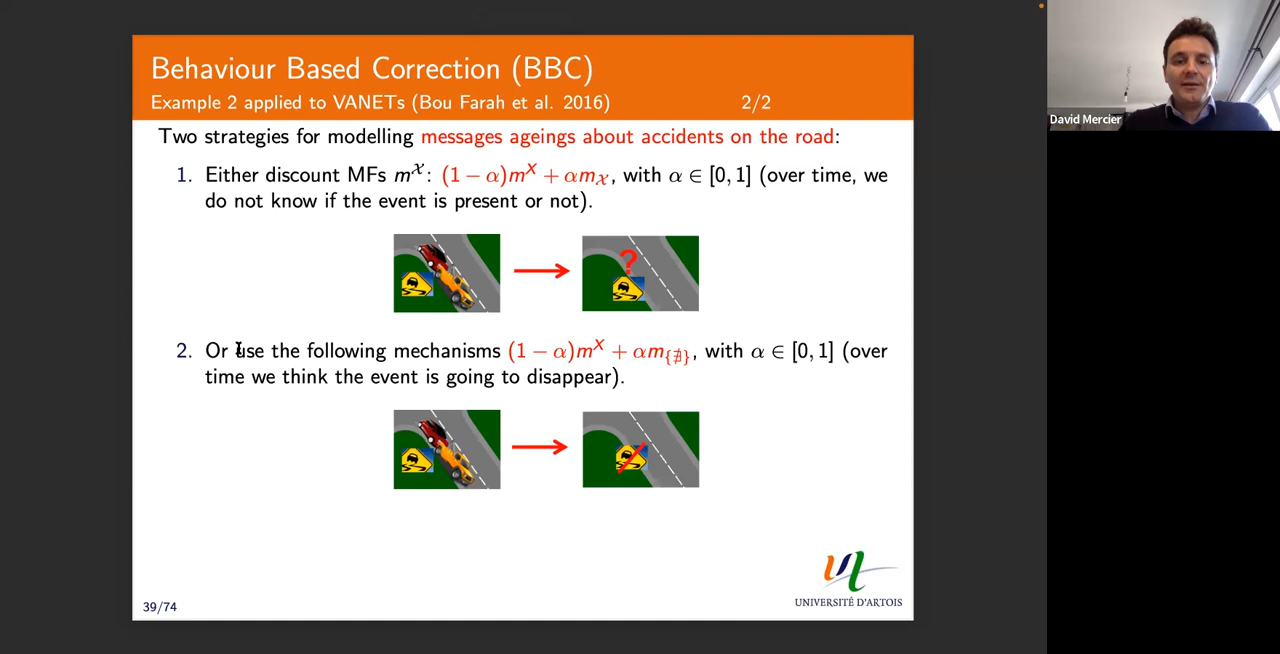 Behaviour Based Correction (BBC)
Example 2 applied to VANETs (Bou Farah et al. 2016) 2/2
Two strategies for modelling messages ageings about accidents on the road:
1. Either discount MFs m^𝒳: (1 − α)m^X + αm_𝒳, with α ∈ [0, 1] (over time, we
do not know if the event is present or not).
?
2. Or use the following mechanisms (1 − α)m^X + αm_{∄}, with α ∈ [0, 1] (over
time we think the event is going to disappear).
UNIVERSITÉ D'ARTOIS
39/74
David Mercier